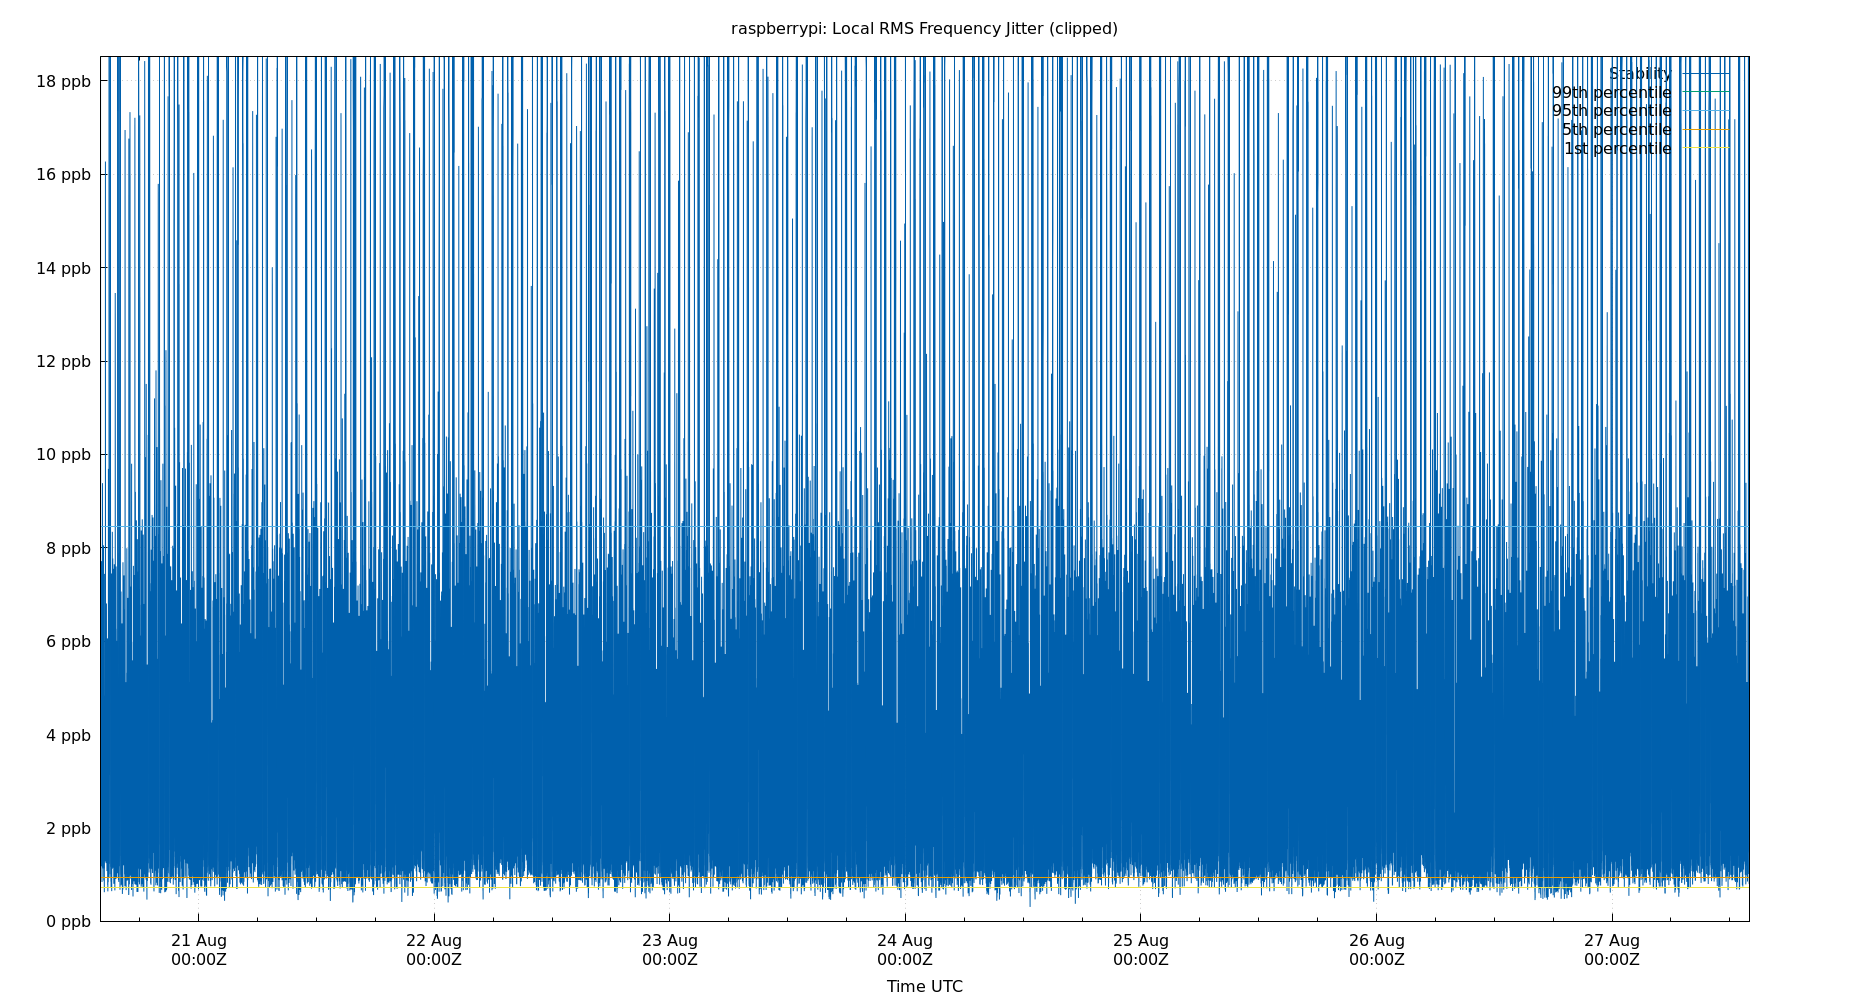 raspberrypi: Local RMS Frequency Jitter (clipped)
18 ppb
16 ppb
14 ppb
12 ppb
10 ppb
8 ppb
6 ppb
4 ppb
2 ppb
0 ppb
Stability
99th percentile
95th percentile
5th percentile
1st percentile
21 Aug
00:00Z
22 Aug
00:00Z
23 Aug
00:00Z
24 Aug
00:00Z
25 Aug
00:00Z
26 Aug
00:00Z
27 Aug
00:00Z
Time UTC